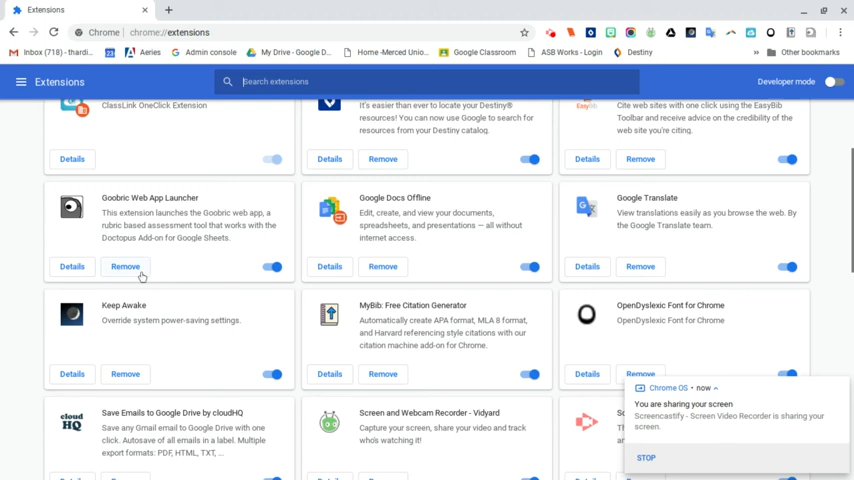 Extensions
Chrome | chrome://extensions
Inbox (718) - thardi...
Aeries
Admin console
My Drive - Google D...
Home -Merced Unio...
Google Classroom
ASB Works - Login
Destiny
»
Other bookmarks
Extensions
Search extensions
Developer mode
ClassLink OneClick Extension
Details
It's easier than ever to locate your Destiny®
resources! You can now use Google to search for
resources from your Destiny catalog.
Details Remove
EasyBib
Cite web sites with one click using the EasyBib
Toolbar and receive advice on the credibility of the
web site you're citing.
Details Remove
Goobric Web App Launcher
This extension launches the Goobric web app, a
rubric based assessment tool that works with the
Doctopus Add-on for Google Sheets.
Details Remove
Google Docs Offline
Edit, create, and view your documents,
spreadsheets, and presentations — all without
internet access.
Details Remove
Google Translate
View translations easily as you browse the web. By
the Google Translate team.
Details Remove
Keep Awake
Override system power-saving settings.
Details Remove
MyBib: Free Citation Generator
Automatically create APA format, MLA 8 format,
and Harvard referencing style citations with our
citation machine add-on for Chrome.
Details Remove
OpenDyslexic Font for Chrome
OpenDyslexic Font for Chrome
Details Remove
cloud
HQ
Save Emails to Google Drive by cloudHQ
Save any Gmail email to Google Drive with one
click. Autosave of all emails in a label. Multiple
export formats: PDF, HTML, TXT, ...
Screen and Webcam Recorder - Vidyard
Capture your screen, share your video and track
who's watching it!
Chrome OS • now
You are sharing your screen
Screencastify - Screen Video Recorder is sharing your
screen.
STOP